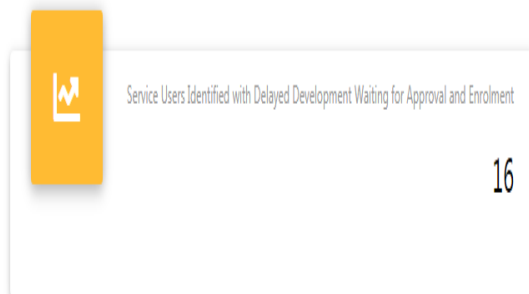 Service Users Identified with Delayed Development Waiting for Approval and Enrolment
16